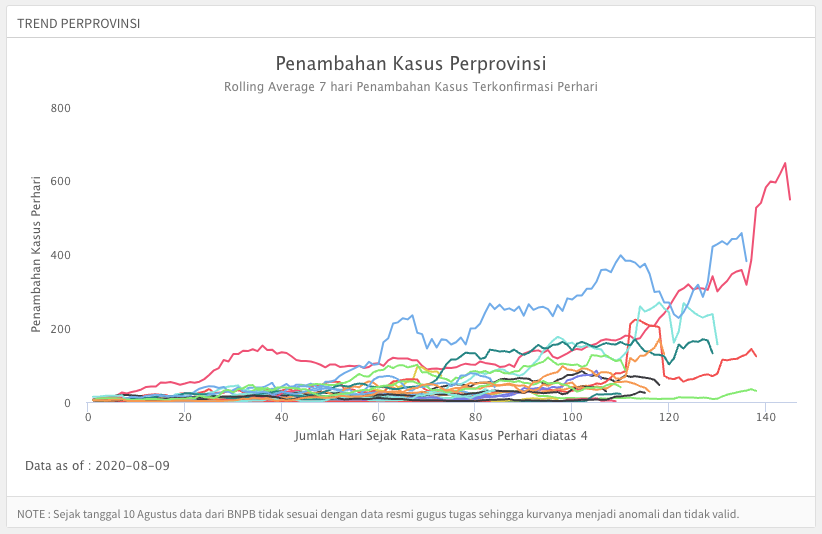 TREND PERPROVINSI
Penambahan Kasus Perprovinsi
Rolling Average 7 hari Penambahan Kasus Terkonfirmasi Perhari
800
600
400
200
0
Penambahan Kasus Perhari
0 20 40 60 80 100 120 140
Jumlah Hari Sejak Rata-rata Kasus Perhari diatas 4
Data as of : 2020-08-09
NOTE : Sejak tanggal 10 Agustus data dari BNPB tidak sesuai dengan data resmi gugus tugas sehingga kurvanya menjadi anomali dan tidak valid.